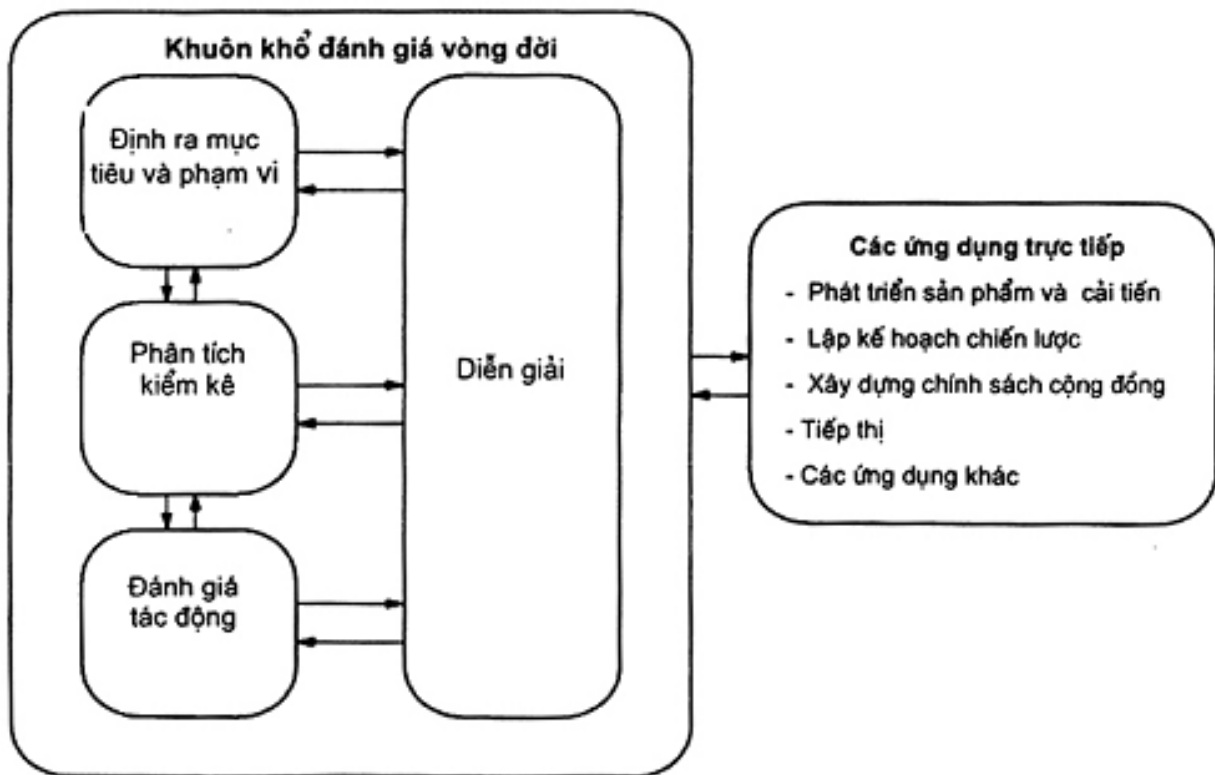 Khuôn khổ đánh giá vòng đời
Định ra mục
tiêu và phạm vi
Phân tích
kiểm kê
Đánh giá
tác động
Diễn giải
Các ứng dụng trực tiếp
- Phát triển sản phẩm và cải tiến
- Lập kế hoạch chiến lược
- Xây dựng chính sách cộng đồng
- Tiếp thị
- Các ứng dụng khác